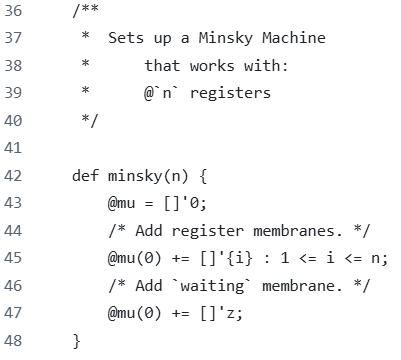 36 /**
37  *  Sets up a Minsky Machine
38  *      that works with:
39  *      @`n` registers
40  */
41
42 def minsky(n) {
43     @mu = []'0;
44     /* Add register membranes. */
45     @mu(0) += []'{i} : 1 <= i <= n;
46     /* Add `waiting` membrane. */
47     @mu(0) += []'z;
48 }